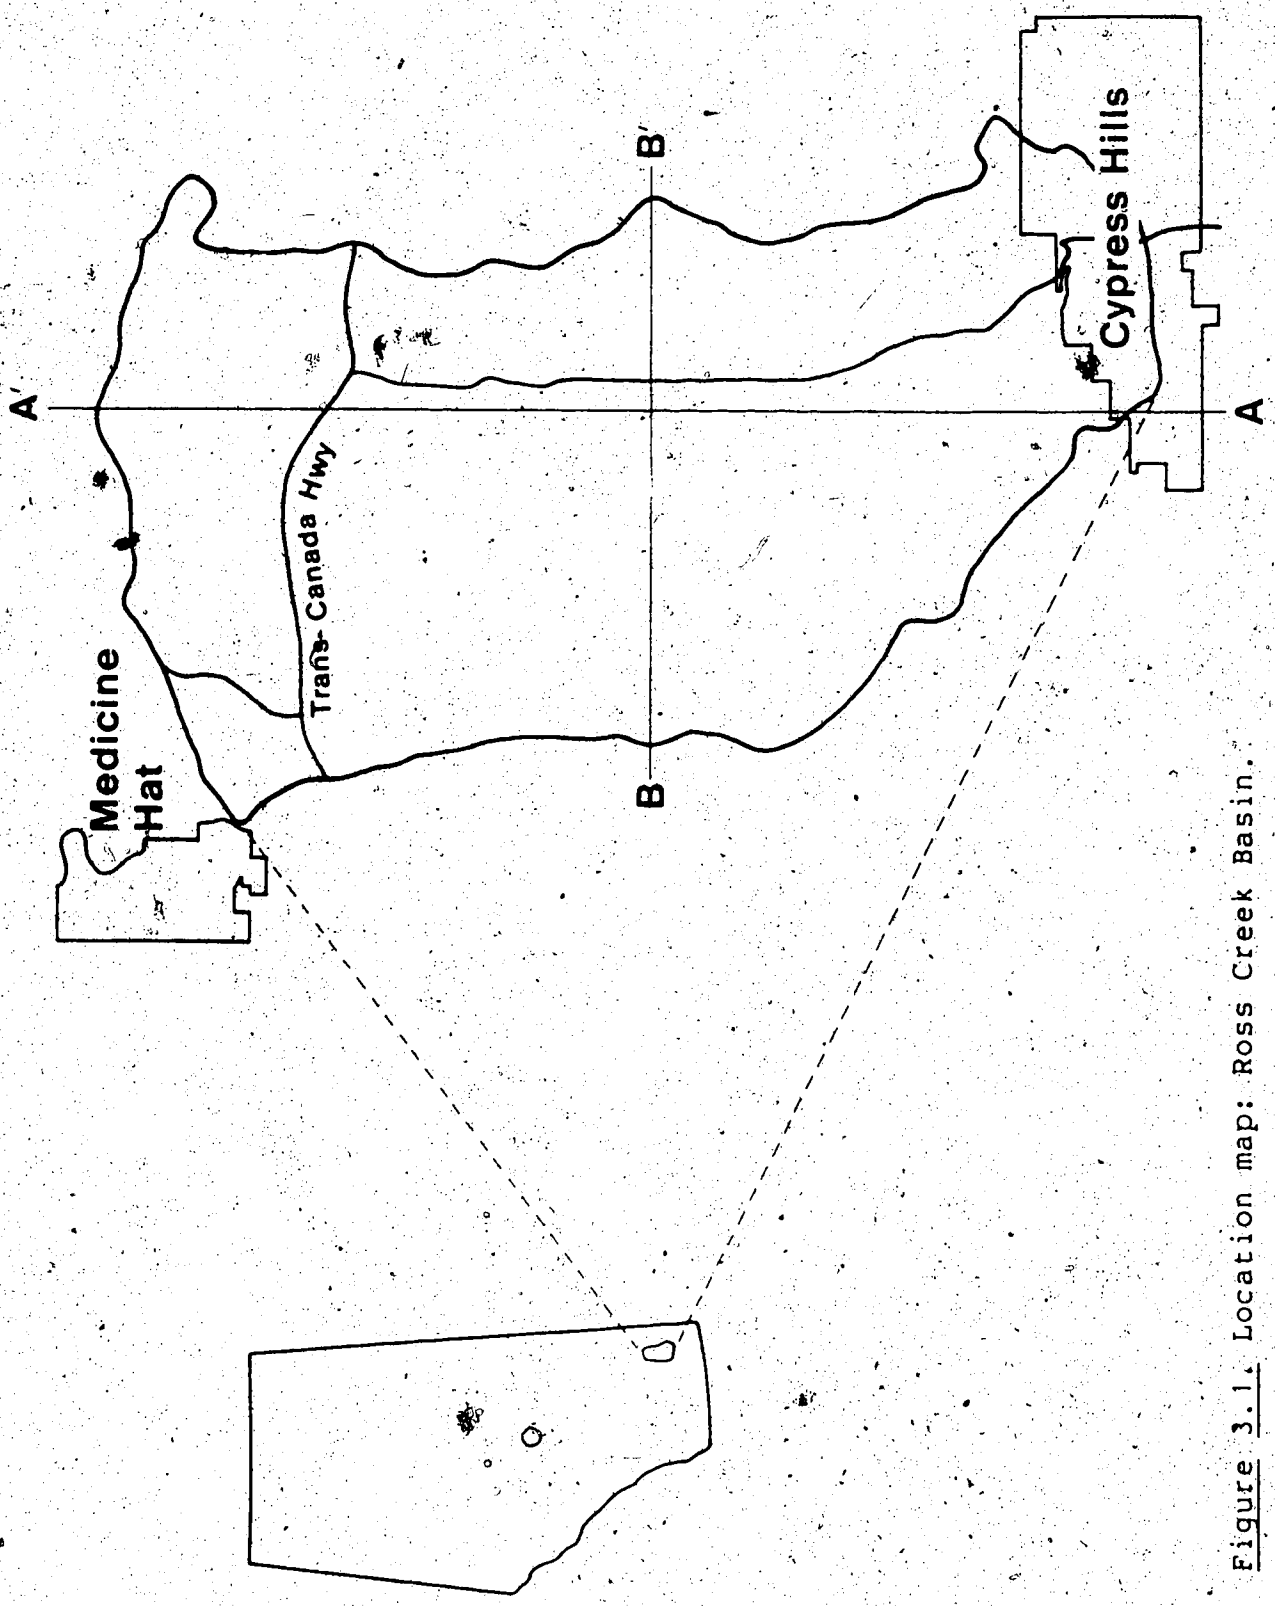 A'
Medicine
Hat
Trans-Canada Hwy
B
B'
Cypress Hills
A
Figure 3.1. Location map: Ross Creek Basin.